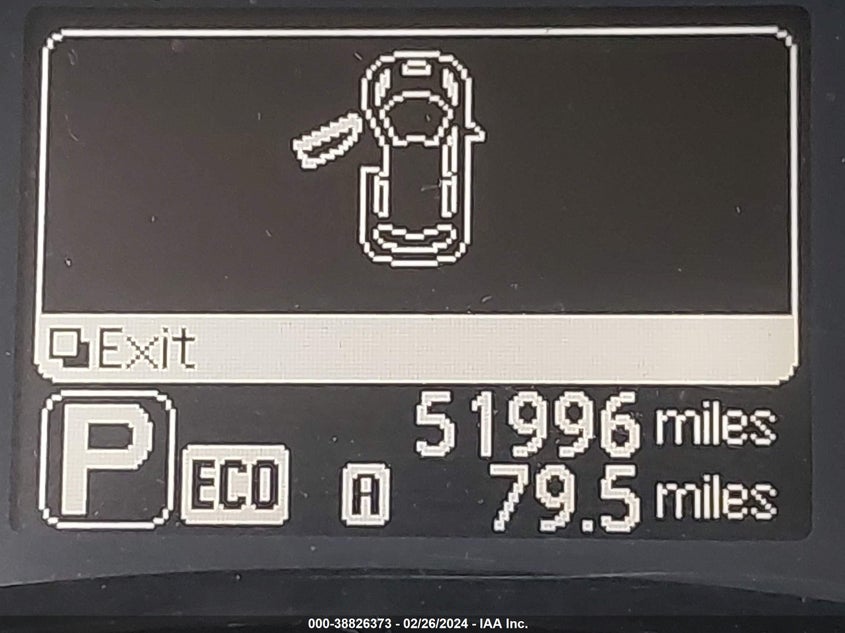 Exit
51996 miles
P ECO A 79.5 miles
000-38826373 - 02/26/2024 - IAA Inc.